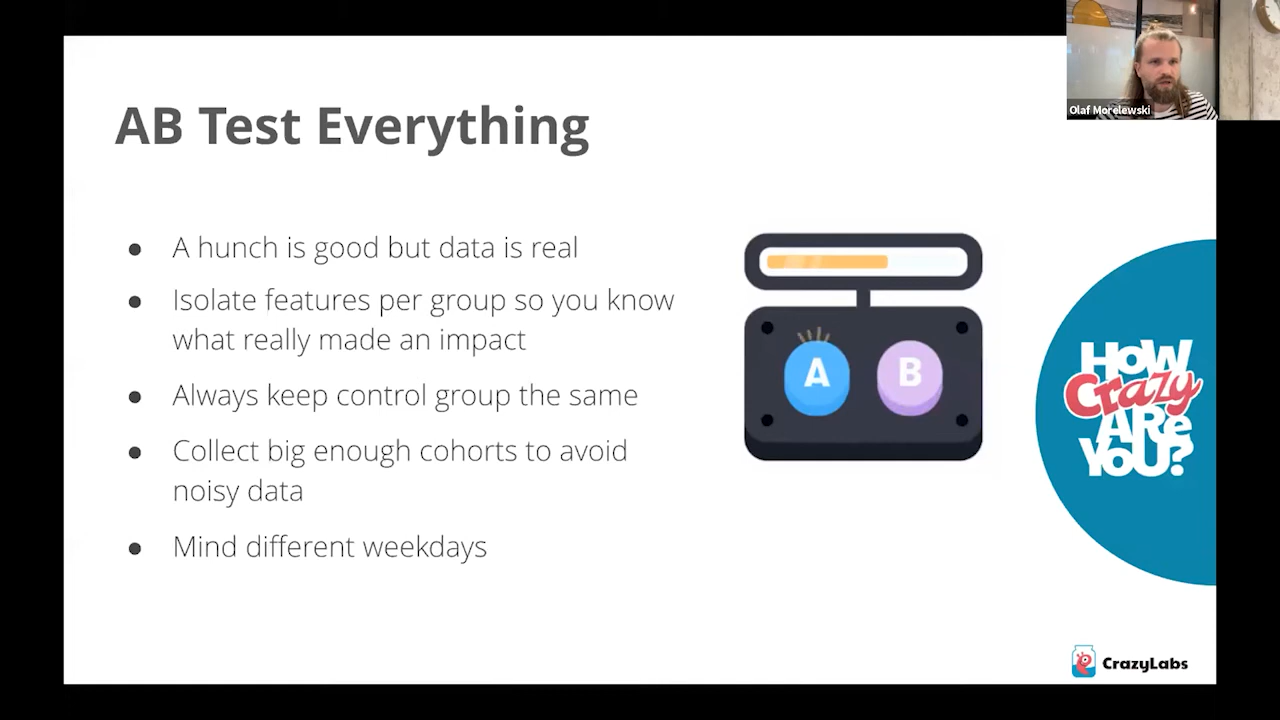 Olaf Morelewski
AB Test Everything
● A hunch is good but data is real
● Isolate features per group so you know
what really made an impact
● Always keep control group the same
● Collect big enough cohorts to avoid
noisy data
● Mind different weekdays
A B
HoW
Crazy
ARe
YoU?
CrazyLabs